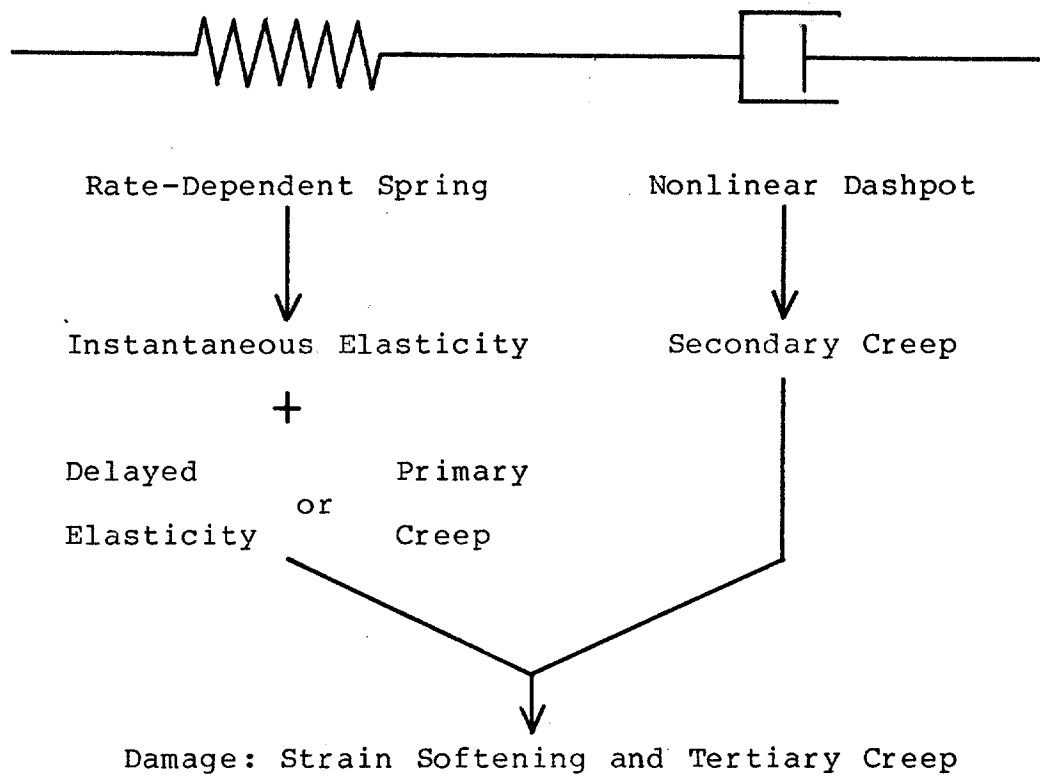 Rate-Dependent Spring
Nonlinear Dashpot
Instantaneous Elasticity
Secondary Creep
+
Delayed
Elasticity
or
Primary
Creep
Damage: Strain Softening and Tertiary Creep